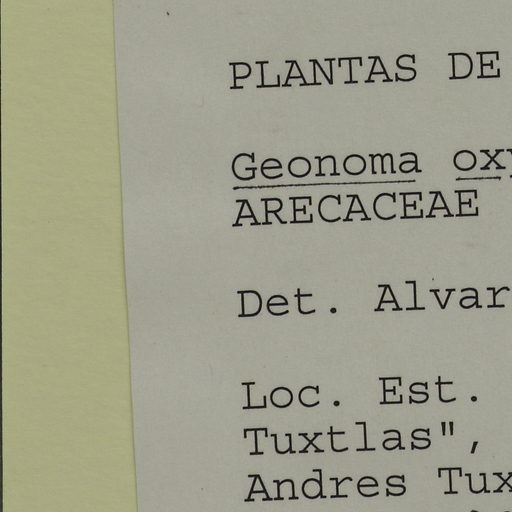 PLANTAS DE
Geonoma
ARECACEAE
Det. Alvar
Loc. Est.
Tuxtlas",
Andres Tux